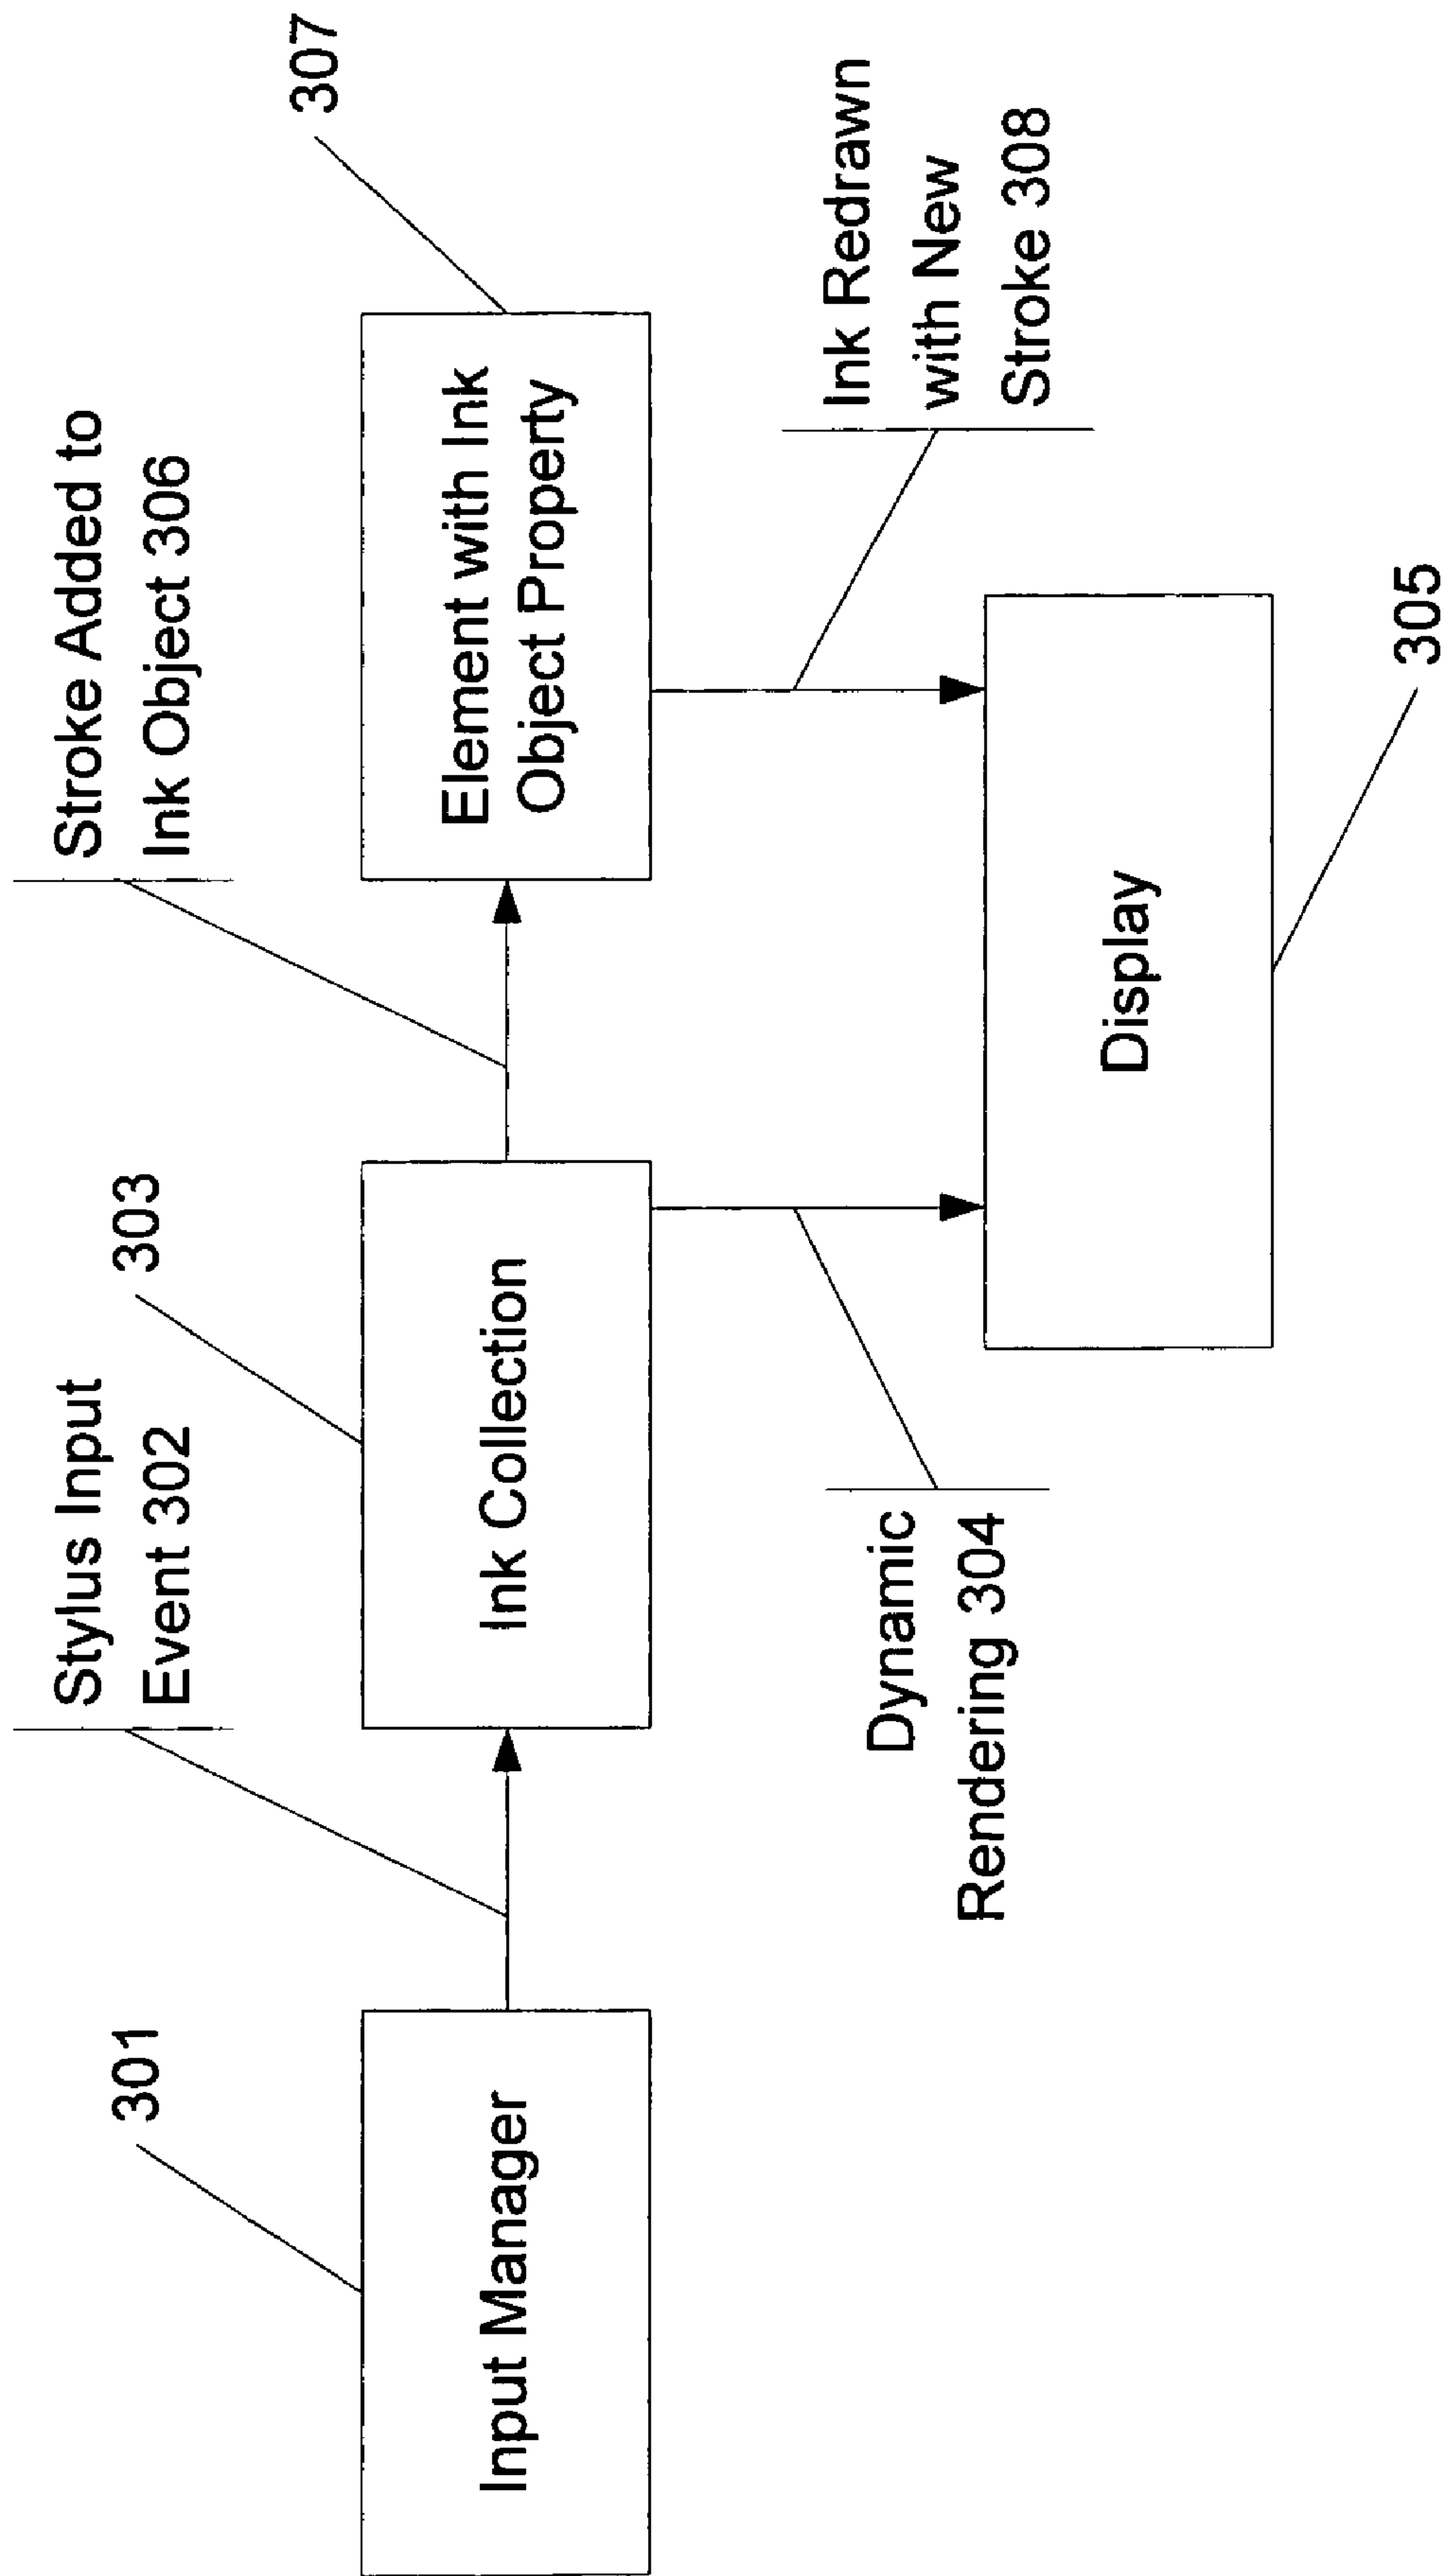 301
Stylus Input
Event 302
303
Stroke Added to
Ink Object 306
307
Input Manager
Ink Collection
Element with Ink
Object Property
Dynamic
Rendering 304
Ink Redrawn
with New
Stroke 308
Display
305